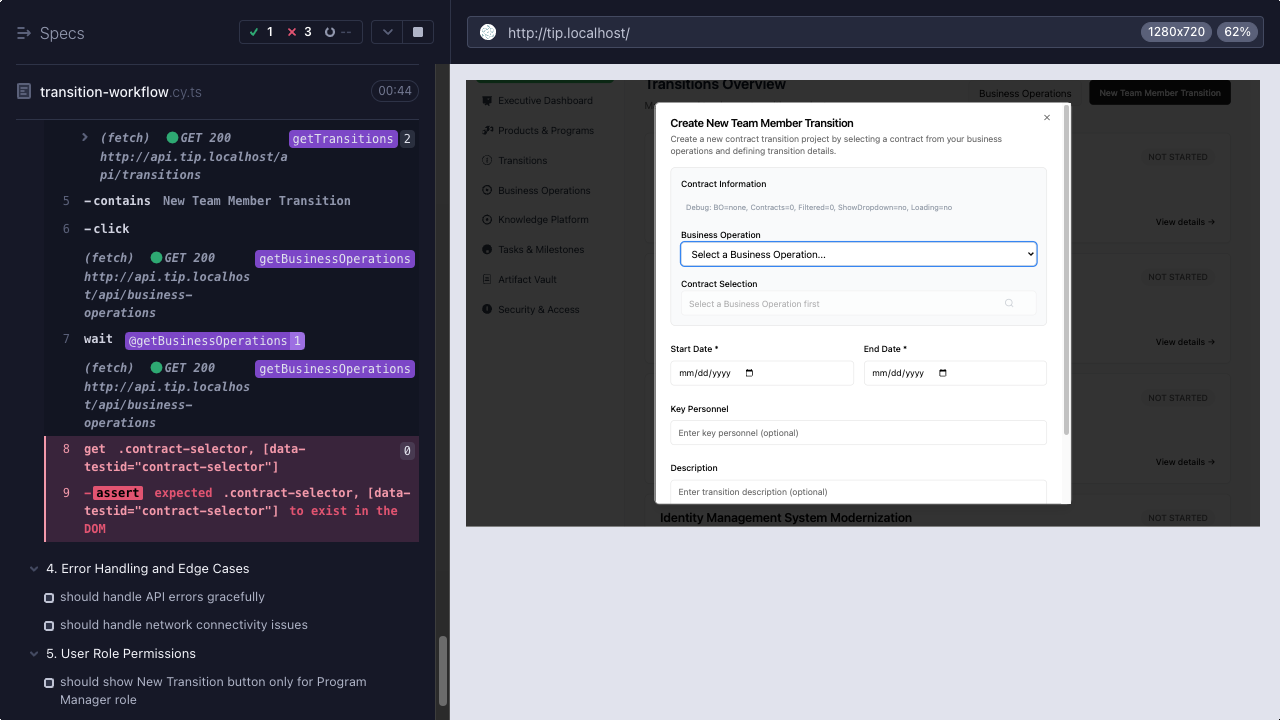 Specs
1
3
--
transition-workflow.cy.ts
00:44
(fetch) GET 200 getTransitions 2
http://api.tip.localhost/a
pi/transitions
5 -contains New Team Member Transition
6 -click
(fetch) GET 200 getBusinessOperations
http://api.tip.localhos
t/api/business-
operations
7 wait @getBusinessOperations 1
(fetch) GET 200 getBusinessOperations
http://api.tip.localhos
t/api/business-
operations
8 get .contract-selector, [data-
testid="contract-selector"] 0
9 -assert expected .contract-selector, [data-
testid="contract-selector"] to exist in the
DOM
4. Error Handling and Edge Cases
should handle API errors gracefully
should handle network connectivity issues
5. User Role Permissions
should show New Transition button only for Program
Manager role
http://tip.localhost/
1280x720
62%
Transitions Overview
Business Operations
New Team Member Transition
Executive Dashboard
Products & Programs
Transitions
Business Operations
Knowledge Platform
Tasks & Milestones
Artifact Vault
Security & Access
Create New Team Member Transition
×
Create a new contract transition project by selecting a contract from your business
operations and defining transition details.
Contract Information
Debug: BO=none, Contracts=0, Filtered=0, ShowDropdown=no, Loading=no
Business Operation
Select a Business Operation...
Contract Selection
Select a Business Operation first
Start Date *
End Date *
mm/dd/yyyy
mm/dd/yyyy
Key Personnel
Enter key personnel (optional)
Description
Enter transition description (optional)
NOT STARTED
View details →
NOT STARTED
View details →
NOT STARTED
View details →
Identity Management System Modernization
NOT STARTED